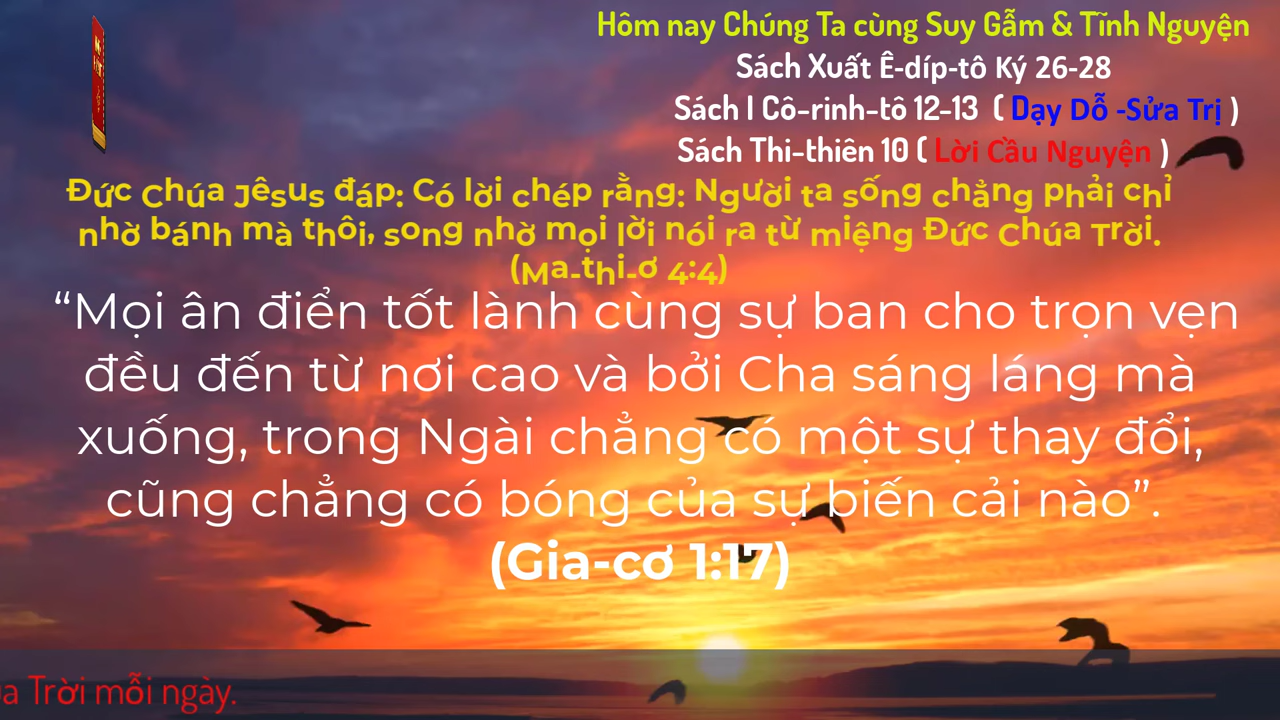 Hôm nay Chúng Ta cùng Suy Gẫm & Tĩnh Nguyện
Sách Xuất Ê-díp-tô Ký 26-28
Sách I Cô-rinh-tô 12-13 ( Dạy Dỗ -Sửa Trị )
Sách Thi-thiên 10 ( Lời Cầu Nguyện )
Đức Chúa Jêsus đáp: Có lời chép rằng: Người ta sống chẳng phải chỉ
nhờ bánh mà thôi, song nhờ mọi lời nói ra từ miệng Đức Chúa Trời.
(Ma-thi-ơ 4:4)
“Mọi ân điển tốt lành cùng sự ban cho trọn vẹn
đều đến từ nơi cao và bởi Cha sáng láng mà
xuống, trong Ngài chẳng có một sự thay đổi,
cũng chẳng có bóng của sự biến cải nào”.
(Gia-cơ 1:17)
Trời mỗi ngày.